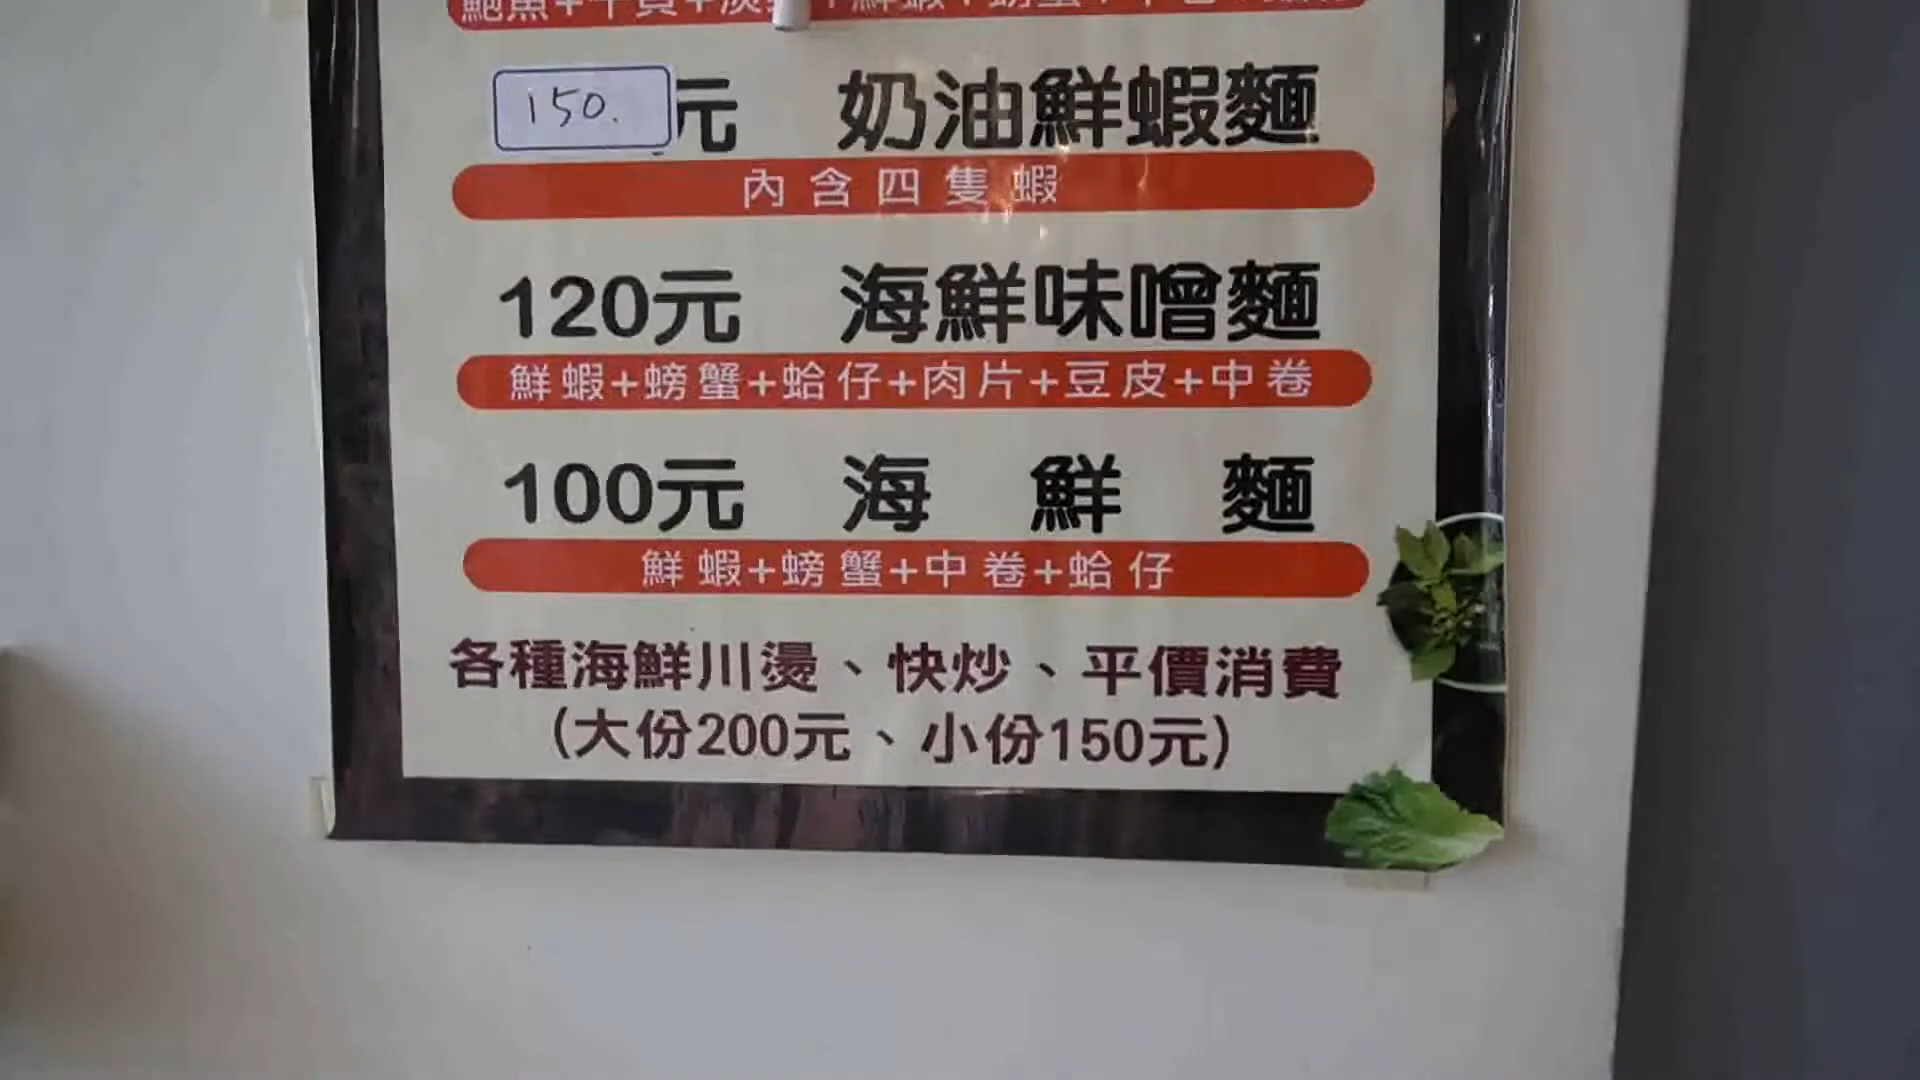 150.元 奶油鮮蝦麵
內含四隻蝦
120元 海鮮味噌麵
鮮蝦+螃蟹+蛤仔+肉片+豆皮+中卷
100元 海鮮麵
鮮蝦+螃蟹+中卷+蛤仔
各種海鮮川燙、快炒、平價消費
(大份200元、小份150元)